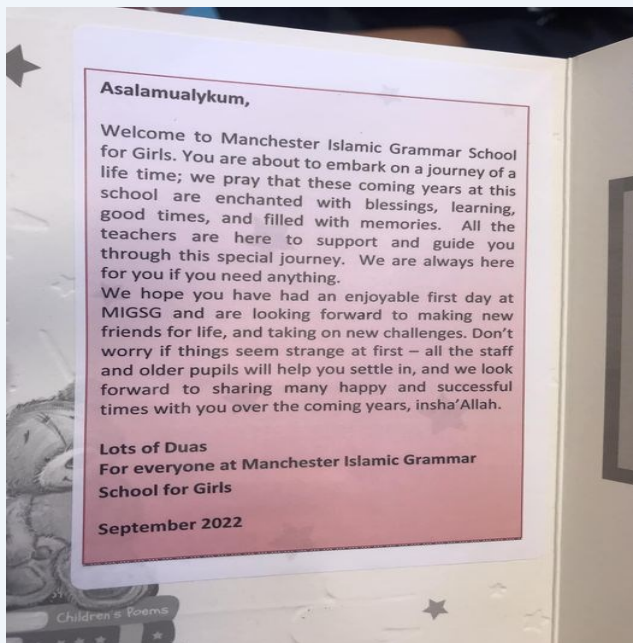 Asalamualykum,
Welcome to Manchester Islamic Grammar School
for Girls. You are about to embark on a journey of a
life time; we pray that these coming years at this
school are enchanted with blessings, learning,
good times, and filled with memories. All the
teachers are here to support and guide you
through this special journey. We are always here
for you if you need anything.
We hope you have had an enjoyable first day at
MIGSG and are looking forward to making new
friends for life, and taking on new challenges. Don't
worry if things seem strange at first – all the staff
and older pupils will help you settle in, and we look
forward to sharing many happy and successful
times with you over the coming years, insha'Allah.
Lots of Duas
For everyone at Manchester Islamic Grammar
School for Girls
September 2022
Children's Poems